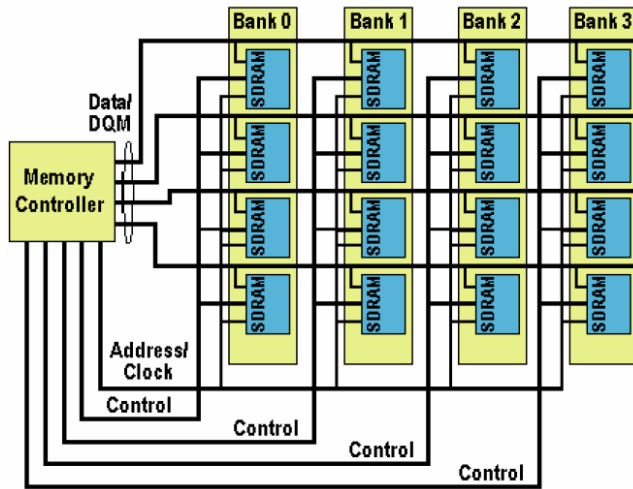 Bank 0 Bank 1 Bank 2 Bank 3
SDRAM SDRAM SDRAM SDRAM
Data/
DQM
SDRAM SDRAM SDRAM SDRAM
Memory
Controller
SDRAM SDRAM SDRAM SDRAM
SDRAM SDRAM SDRAM SDRAM
Address/
Clock
Control
Control
Control